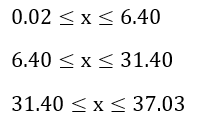 0.02 ≤ x ≤ 6.40
6.40 ≤ x ≤ 31.40
31.40 ≤ x ≤ 37.03